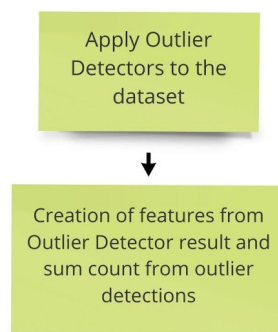 Apply Outlier
Detectors to the
dataset
Creation of features from
Outlier Detector result and
sum count from outlier
detections